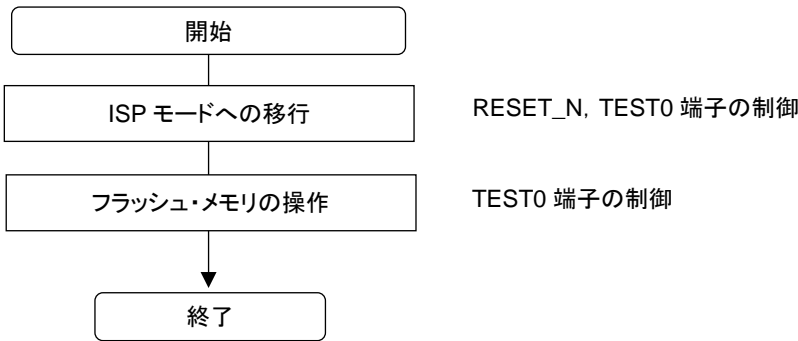 開始
ISP モードへの移行
RESET_N, TEST0 端子の制御
フラッシュ・メモリの操作
TEST0 端子の制御
終了